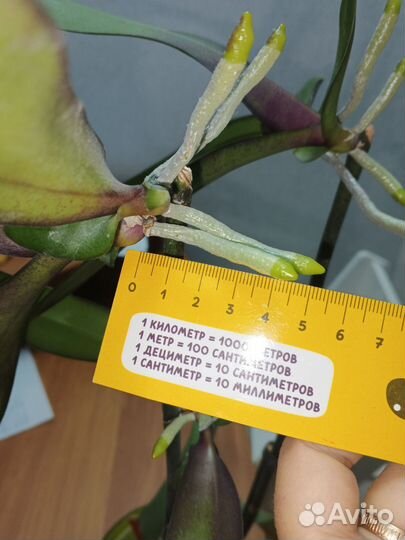 0 1 2 3 4 5 6 7
1 КИЛОМЕТР = 1000 МЕТРОВ
1 МЕТР = 100 САНТИМЕТРОВ
1 ДЕЦИМЕТР = 10 САНТИМЕТРОВ
1 САНТИМЕТР = 10 МИЛЛИМЕТРОВ
Avito